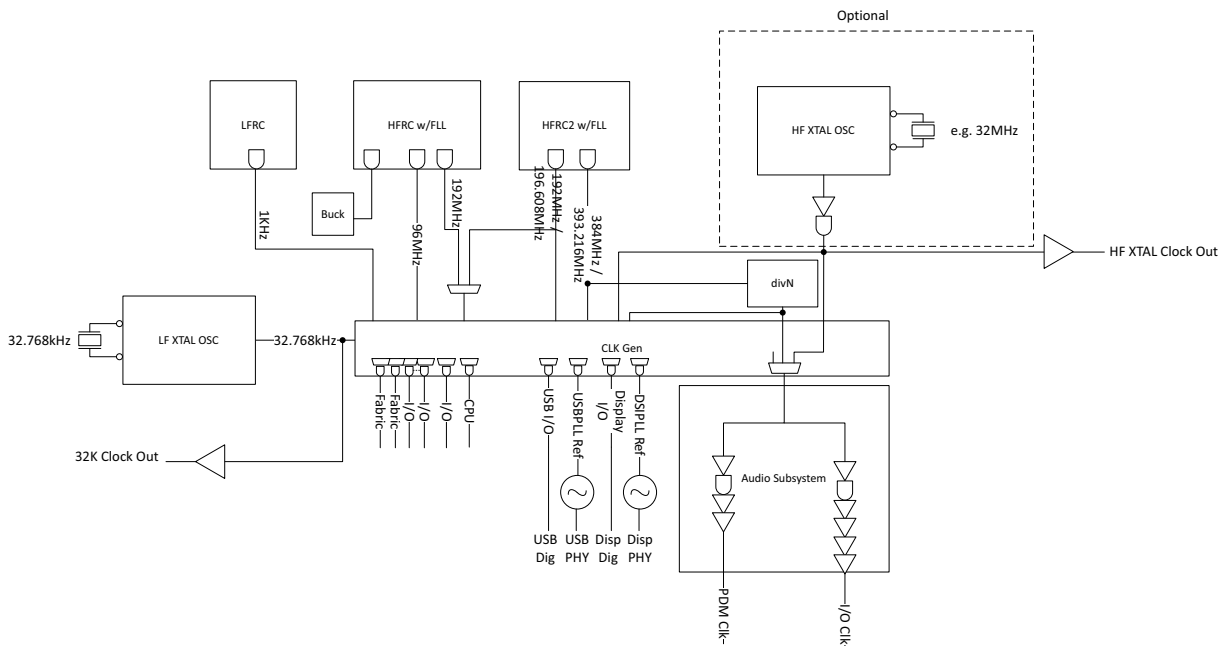 Optional
LFRC
HFRC w/FLL
HFRC2 w/FLL
HF XTAL OSC
e.g. 32MHz
Buck
1KHz
96MHz
192MHz
192MHz /
196.608MHz
384MHz /
393.216MHz
HF XTAL Clock Out
divN
32.768kHz
LF XTAL OSC
32.768kHz
CLK Gen
Fabric
Fabric
I/O
...
I/O
I/O
CPU
USB I/O
USBPLL Ref
Display
I/O
DSIPLL Ref
32K Clock Out
Audio Subsystem
USB
Dig
USB
PHY
Disp
Dig
Disp
PHY
PDM Clk
I/O Clk